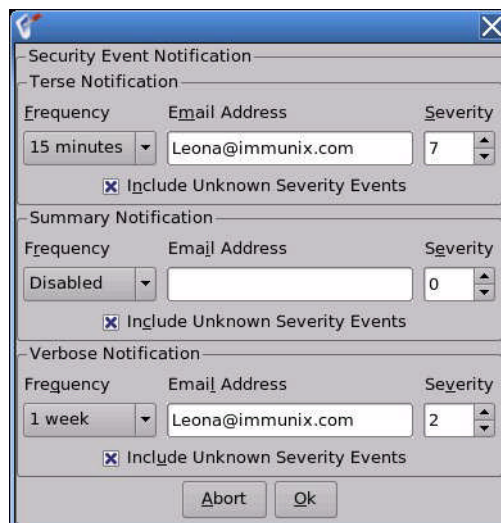 Security Event Notification
Terse Notification
Frequency Email Address Severity
15 minutes Leona@immunix.com 7
Include Unknown Severity Events
Summary Notification
Frequency Email Address Severity
Disabled 0
Include Unknown Severity Events
Verbose Notification
Frequency Email Address Severity
1 week Leona@immunix.com 2
Include Unknown Severity Events
Abort Ok